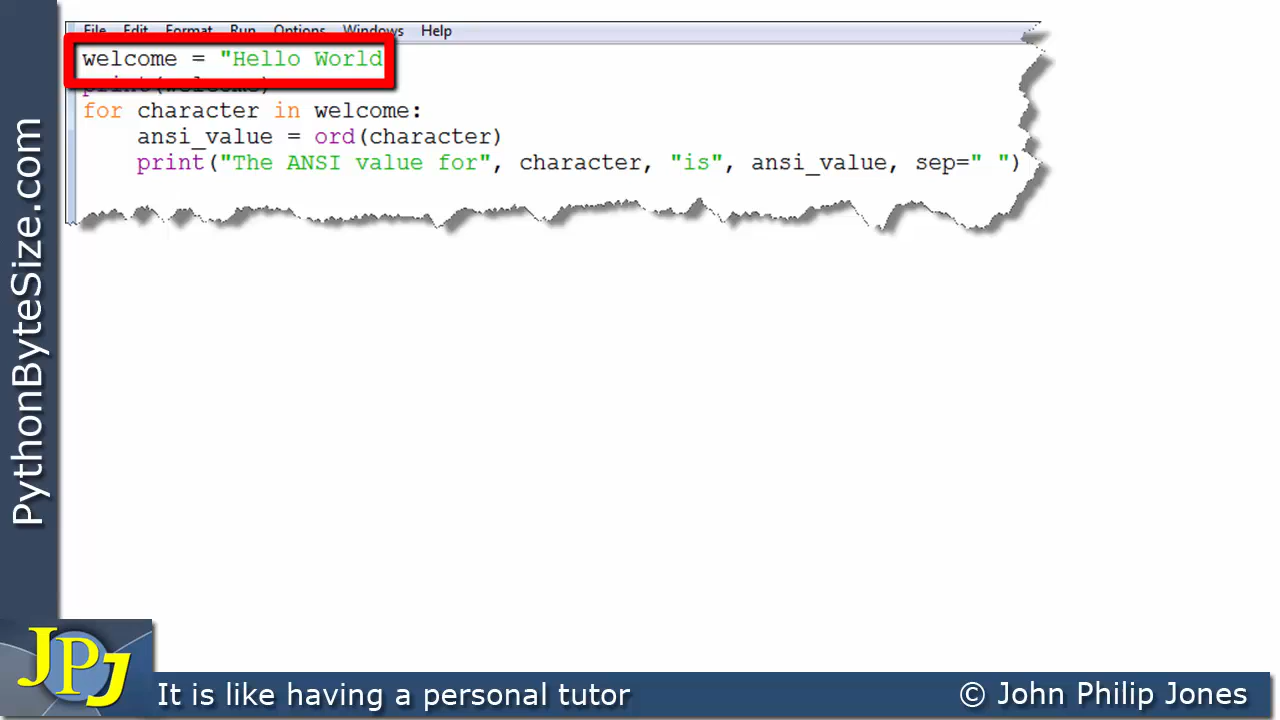 File Edit Format Run Options Windows Help
welcome = "Hello World
print(welcome)
for character in welcome:
    ansi_value = ord(character)
    print("The ANSI value for", character, "is", ansi_value, sep=" ")
PythonByteSize.com
JPJ
It is like having a personal tutor
© John Philip Jones